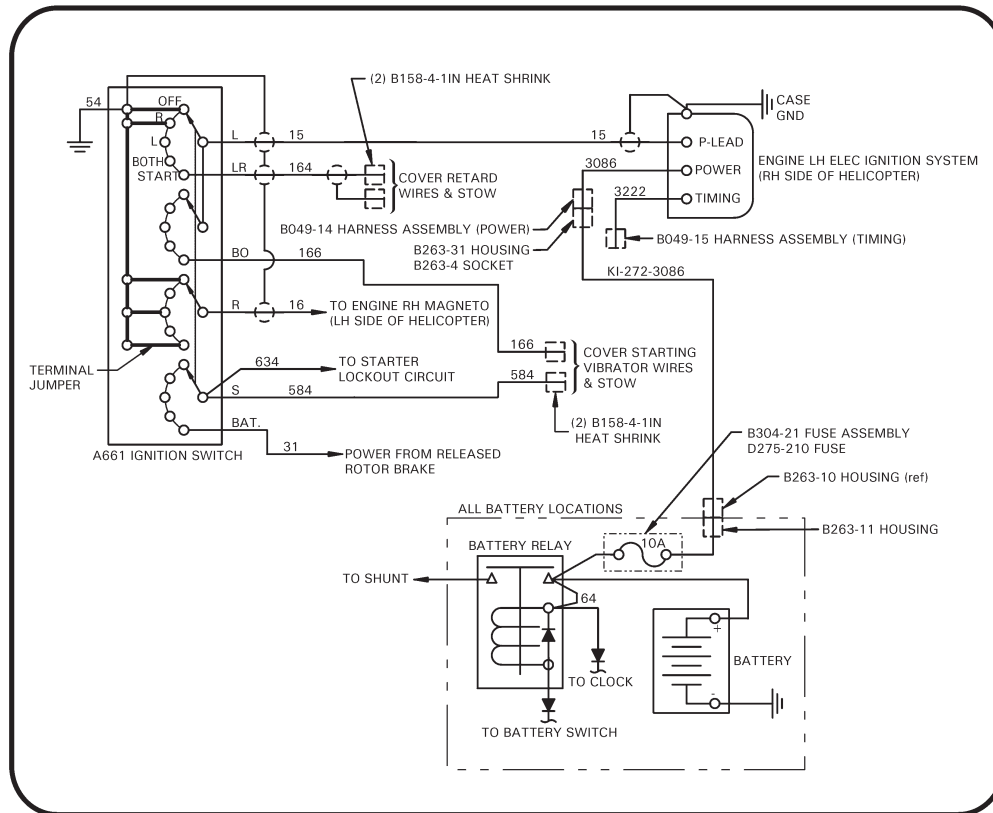 (2) B158-4-1IN HEAT SHRINK
54
OFF
R
L
BOTH
START
L
15
LR
164
COVER RETARD
WIRES & STOW
15
CASE
GND
P-LEAD
POWER
TIMING
3086
3222
ENGINE LH ELEC IGNITION SYSTEM
(RH SIDE OF HELICOPTER)
B049-14 HARNESS ASSEMBLY (POWER)
B263-31 HOUSING
B263-4 SOCKET
B049-15 HARNESS ASSEMBLY (TIMING)
KI-272-3086
BO
166
R
16
TO ENGINE RH MAGNETO
(LH SIDE OF HELICOPTER)
TERMINAL
JUMPER
634
TO STARTER
LOCKOUT CIRCUIT
S
584
166
584
COVER STARTING
VIBRATOR WIRES
& STOW
(2) B158-4-1IN
HEAT SHRINK
BAT.
31
POWER FROM RELEASED
ROTOR BRAKE
A661 IGNITION SWITCH
B304-21 FUSE ASSEMBLY
D275-210 FUSE
B263-10 HOUSING (ref)
B263-11 HOUSING
ALL BATTERY LOCATIONS
10A
BATTERY RELAY
TO SHUNT
64
TO CLOCK
+
BATTERY
-
TO BATTERY SWITCH